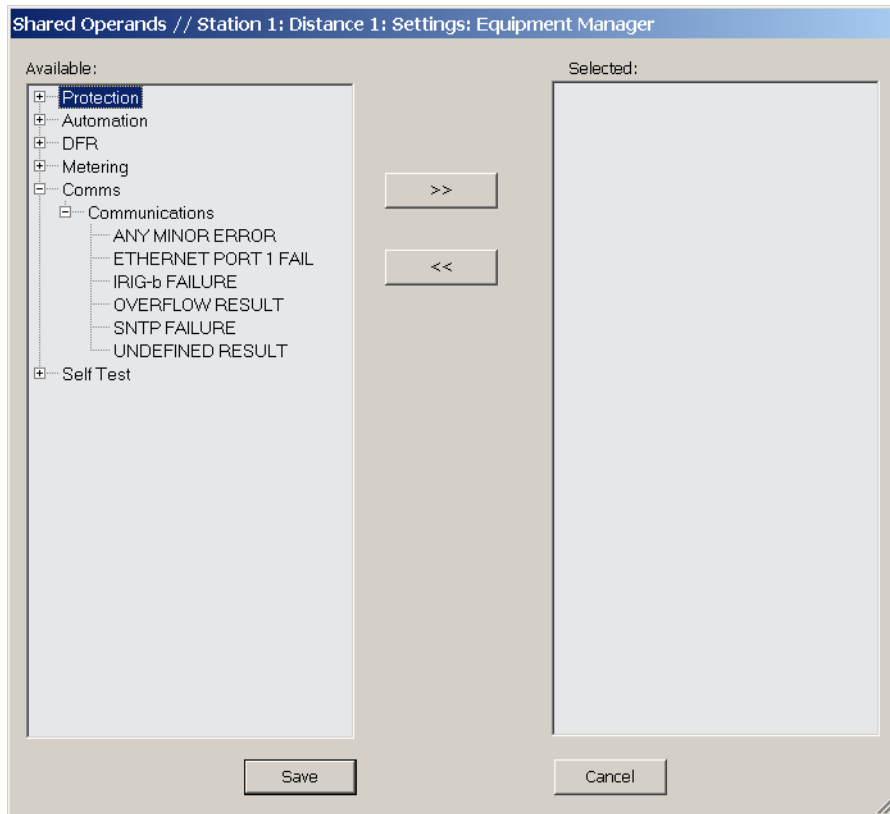 Shared Operands // Station 1: Distance 1: Settings: Equipment Manager
Available:
Selected:
Protection
Automation
DFR
Metering
Comms
Communications
ANY MINOR ERROR
ETHERNET PORT 1 FAIL
IRIG-b FAILURE
OVERFLOW RESULT
SNTP FAILURE
UNDEFINED RESULT
Self Test
>>
<<
Save
Cancel